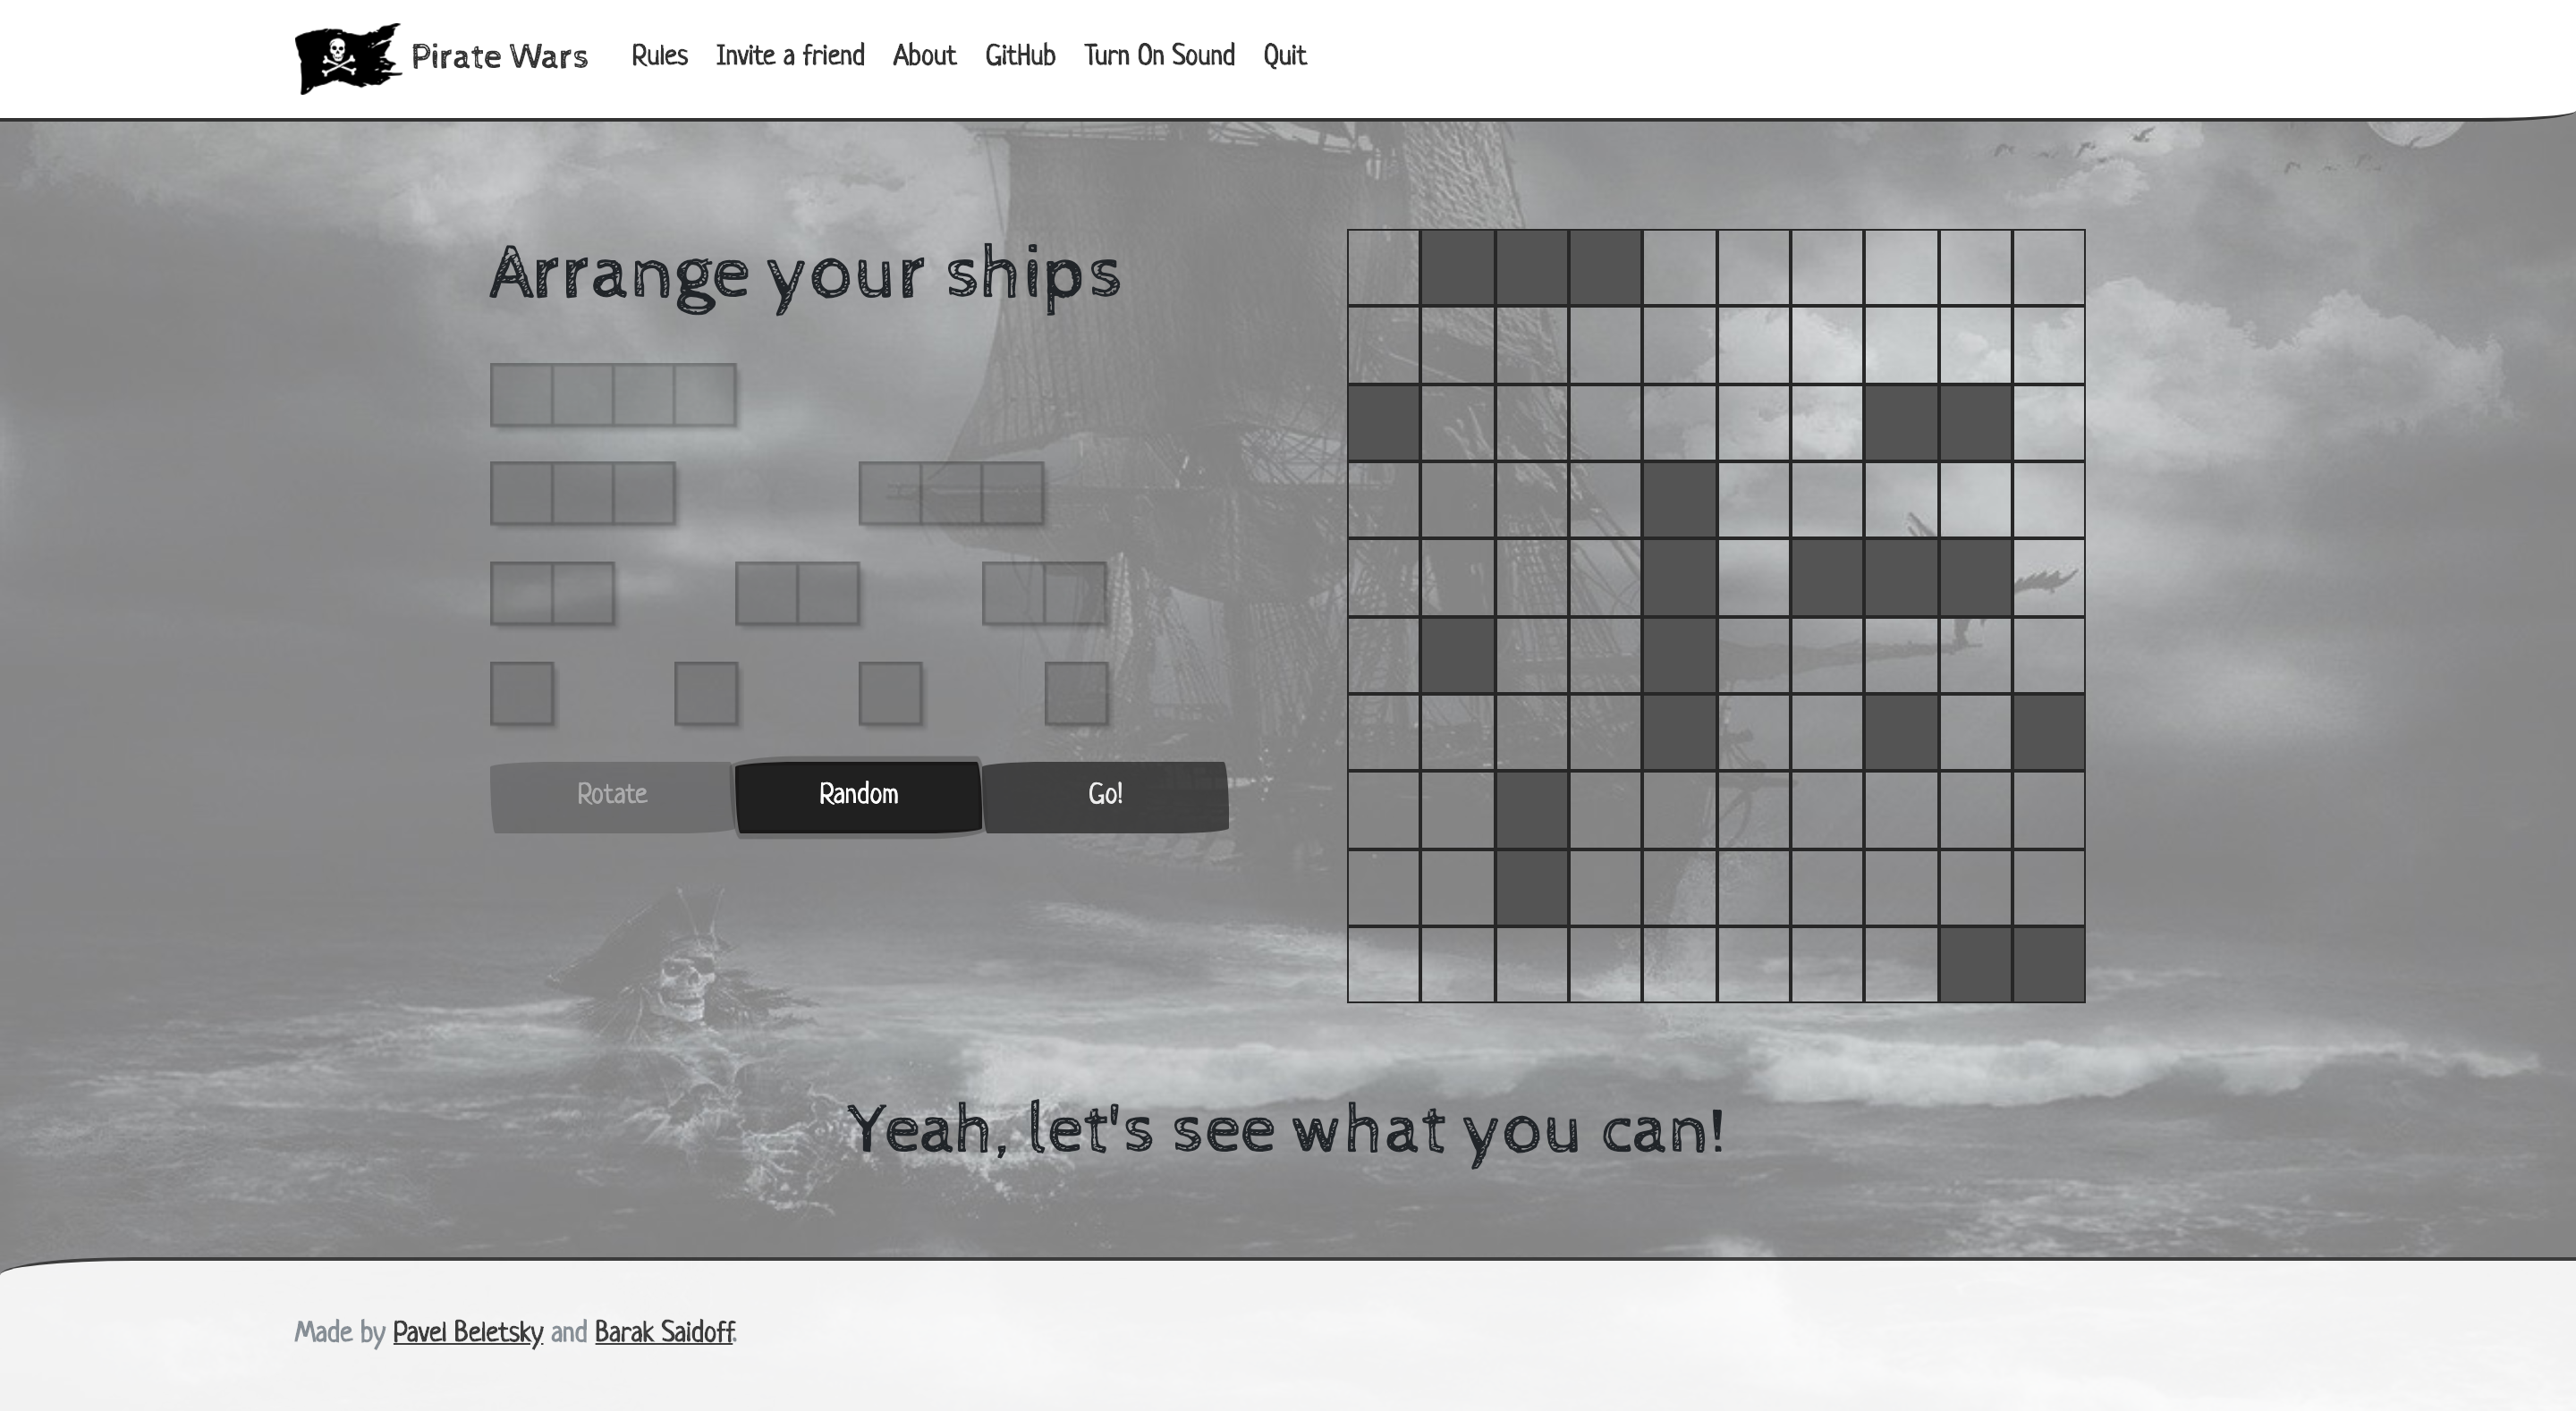 Pirate Wars Rules Invite a friend About GitHub Turn On Sound Quit
Arrange your ships
Rotate Random Go!
Yeah, let's see what you can!
Made by Pavel Beletsky and Barak Saidoff.